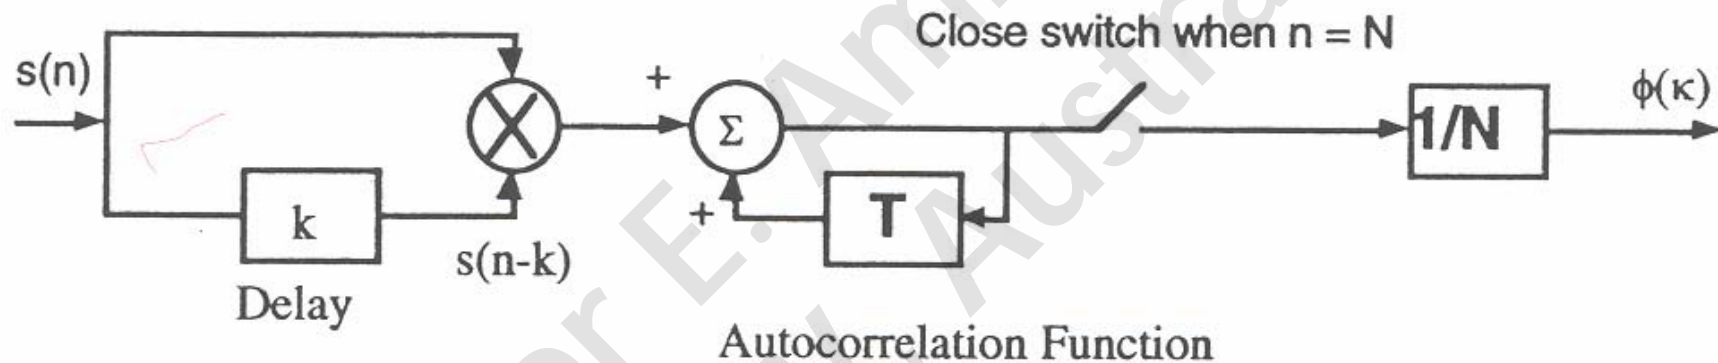 Close switch when n = N
s(n)
+
Σ
1/N
ϕ(κ)
k
+
T
s(n-k)
Delay
Autocorrelation Function